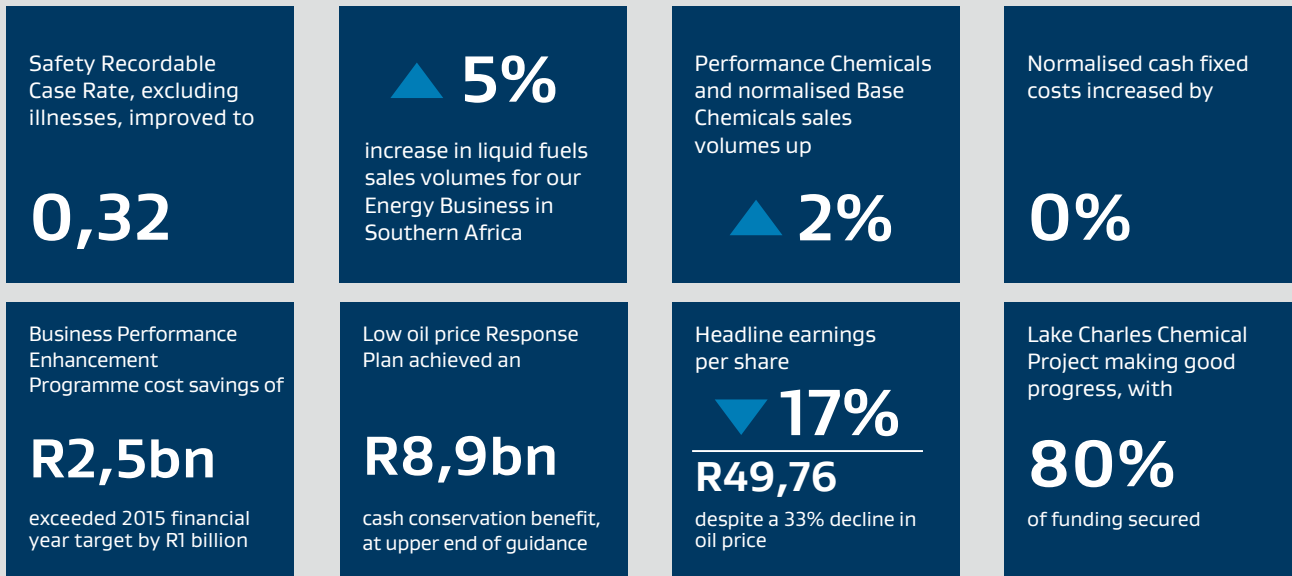 Safety Recordable
Case Rate, excluding
illnesses, improved to
0,32
5%
increase in liquid fuels
sales volumes for our
Energy Business in
Southern Africa
Performance Chemicals
and normalised Base
Chemicals sales
volumes up
2%
Normalised cash fixed
costs increased by
0%
Business Performance
Enhancement
Programme cost savings of
R2,5bn
exceeded 2015 financial
year target by R1 billion
Low oil price Response
Plan achieved an
R8,9bn
cash conservation benefit,
at upper end of guidance
Headline earnings
per share
17%
R49,76
despite a 33% decline in
oil price
Lake Charles Chemical
Project making good
progress, with
80%
of funding secured